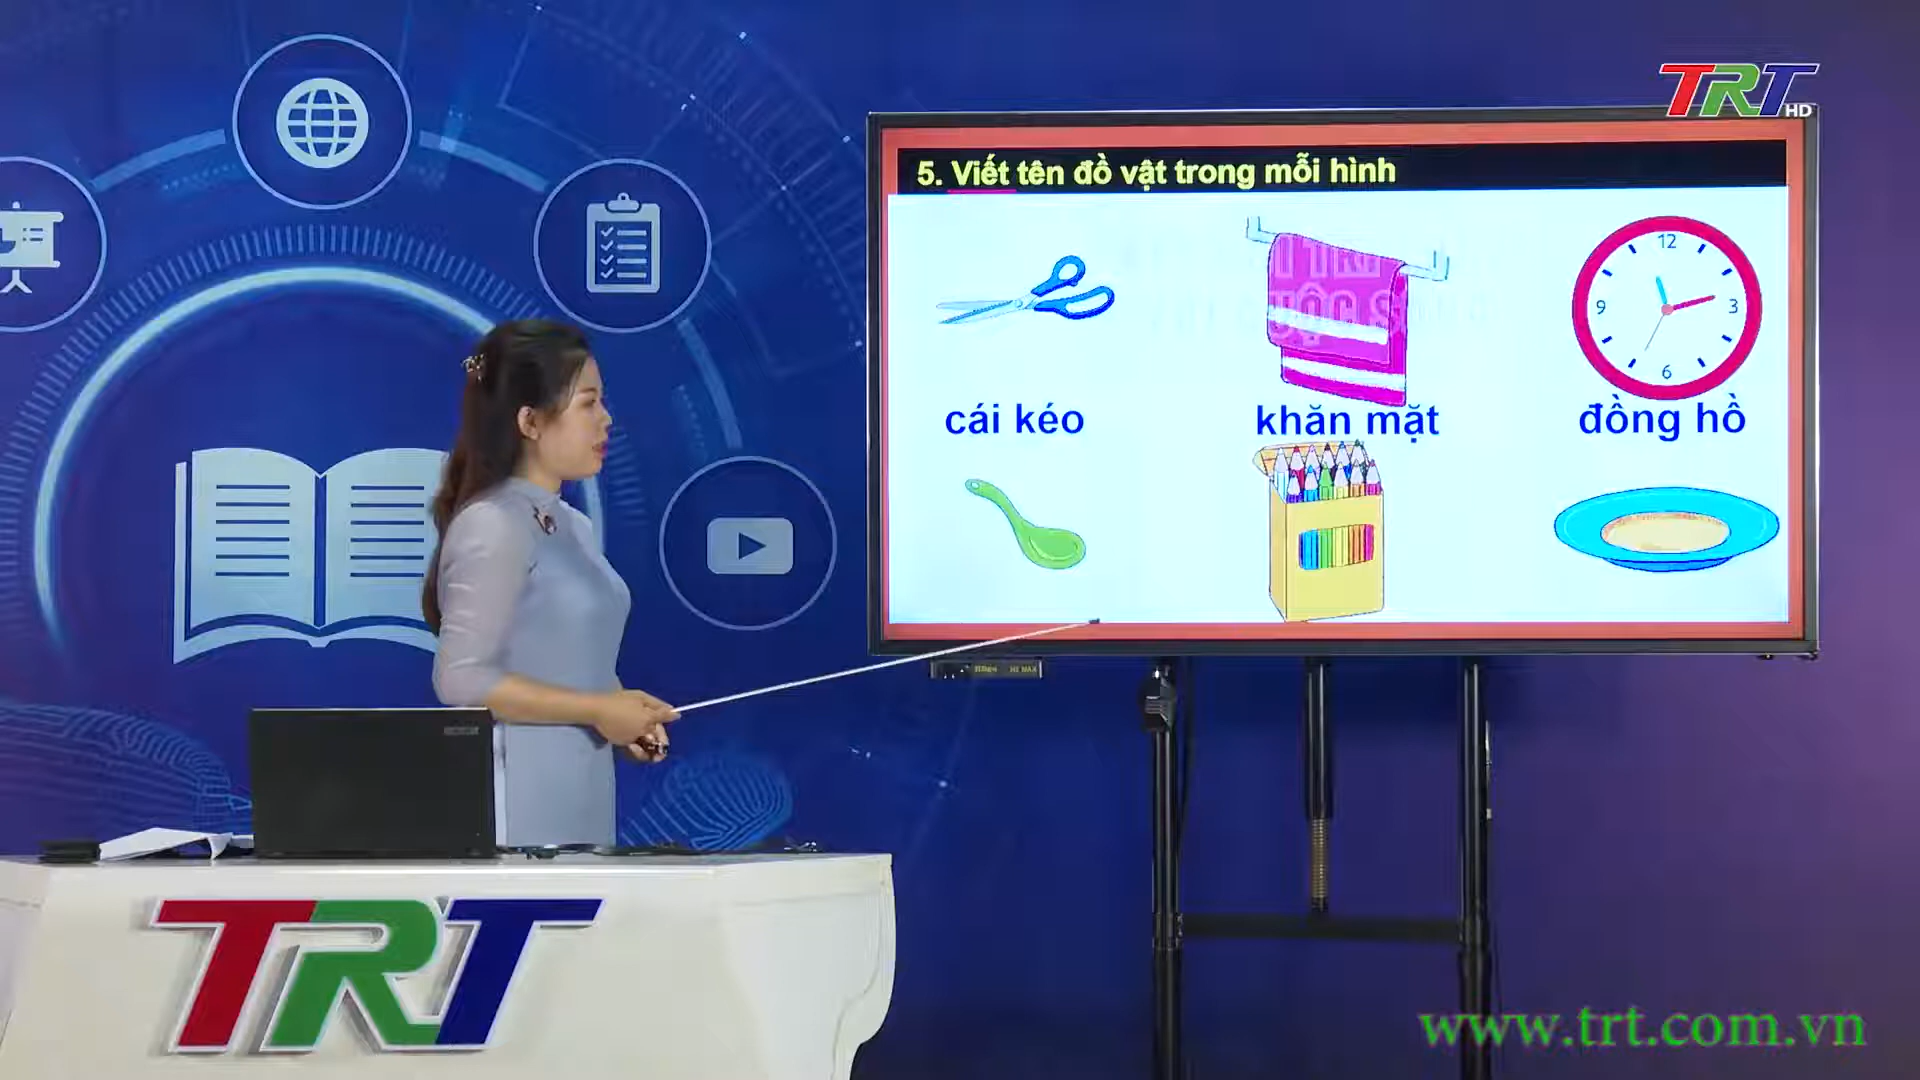 TRT HD
5. Viết tên đồ vật trong mỗi hình
12
9
3
6
cái kéo
khăn mặt
đồng hồ
TRT
www.trt.com.vn